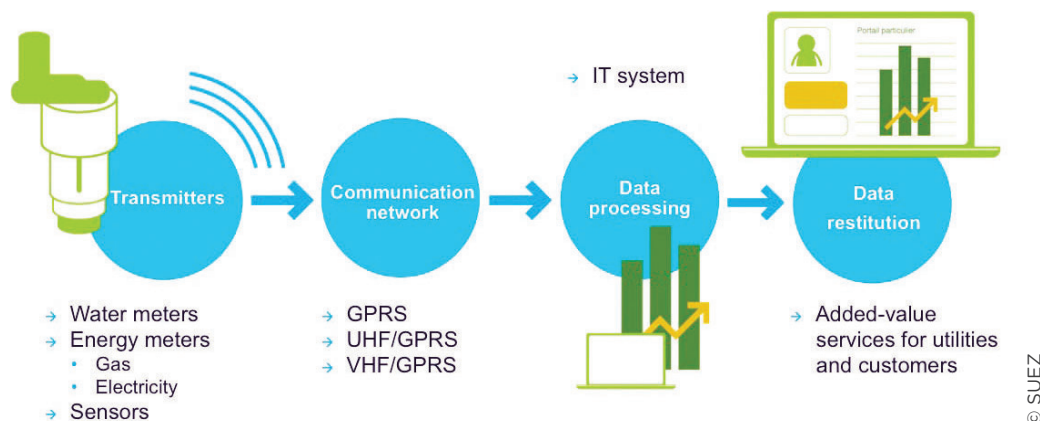 Transmitters
→ Water meters
→ Energy meters
• Gas
• Electricity
→ Sensors
Communication
network
→ GPRS
→ UHF/GPRS
→ VHF/GPRS
→ IT system
Data
processing
Portail particulier
Data
restitution
→ Added-value
services for utilities
and customers
© SUEZ